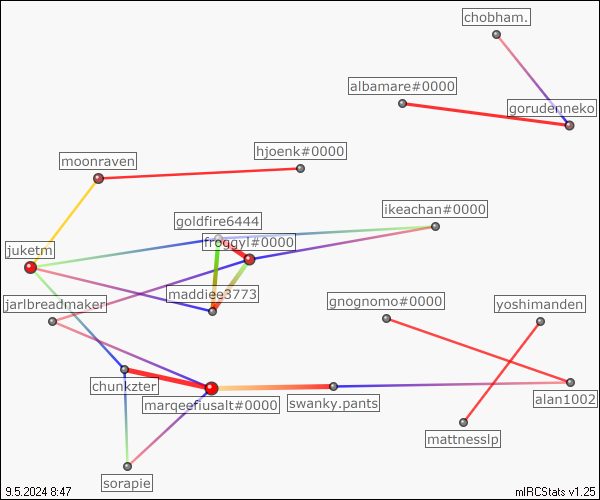 chobham.
albamare#0000
gorudenneko
hjoenk#0000
moonraven
ikeachan#0000
goldfire6444
froggyl#0000
juketm
maddiee3773
jarlbreadmaker
gnognomo#0000
yoshimanden
chunkzter
marqeefiusalt#0000
swanky.pants
alan1002
mattnesslp
sorapie
9.5.2024 8:47
mIRCStats v1.25